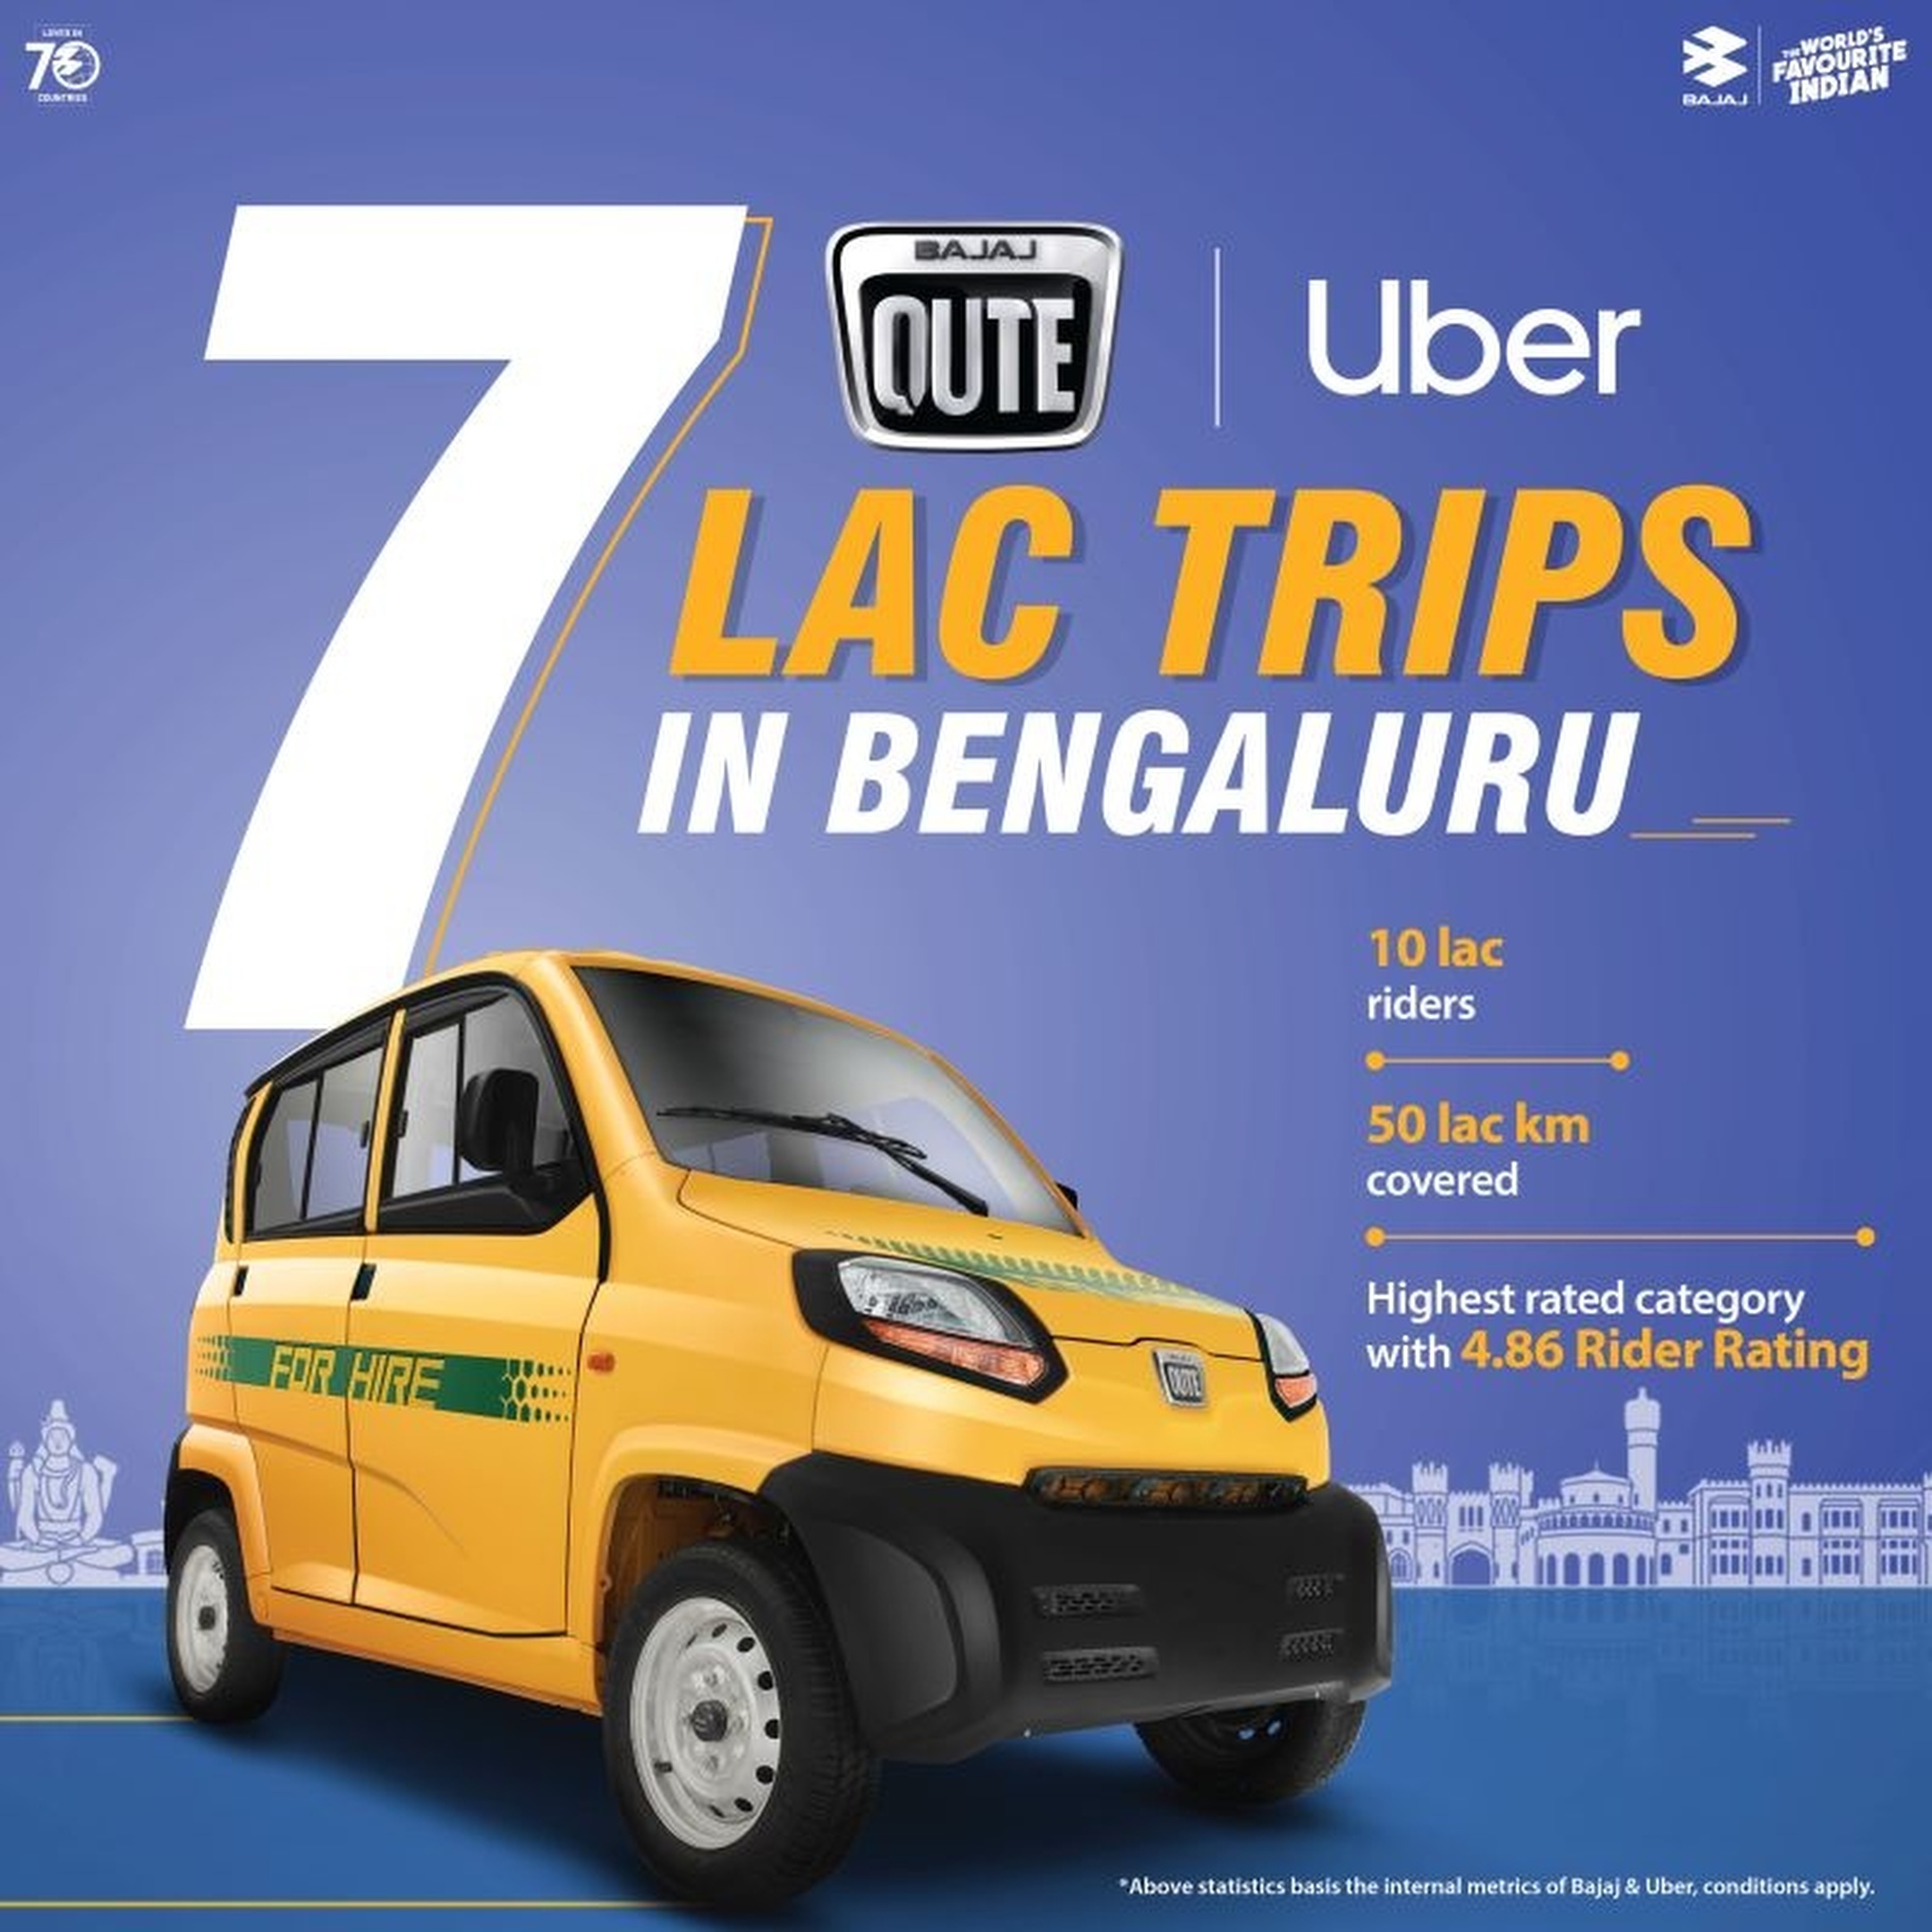 LOVED IN
70
COUNTRIES
BAJAJ
THE WORLD'S
FAVOURITE
INDIAN
7
BAJAJ
QUTE
Uber
LAC TRIPS
IN BENGALURU
10 lac
riders
50 lac km
covered
Highest rated category
with 4.86 Rider Rating
FOR HIRE
QUTE
*Above statistics basis the internal metrics of Bajaj & Uber, conditions apply.